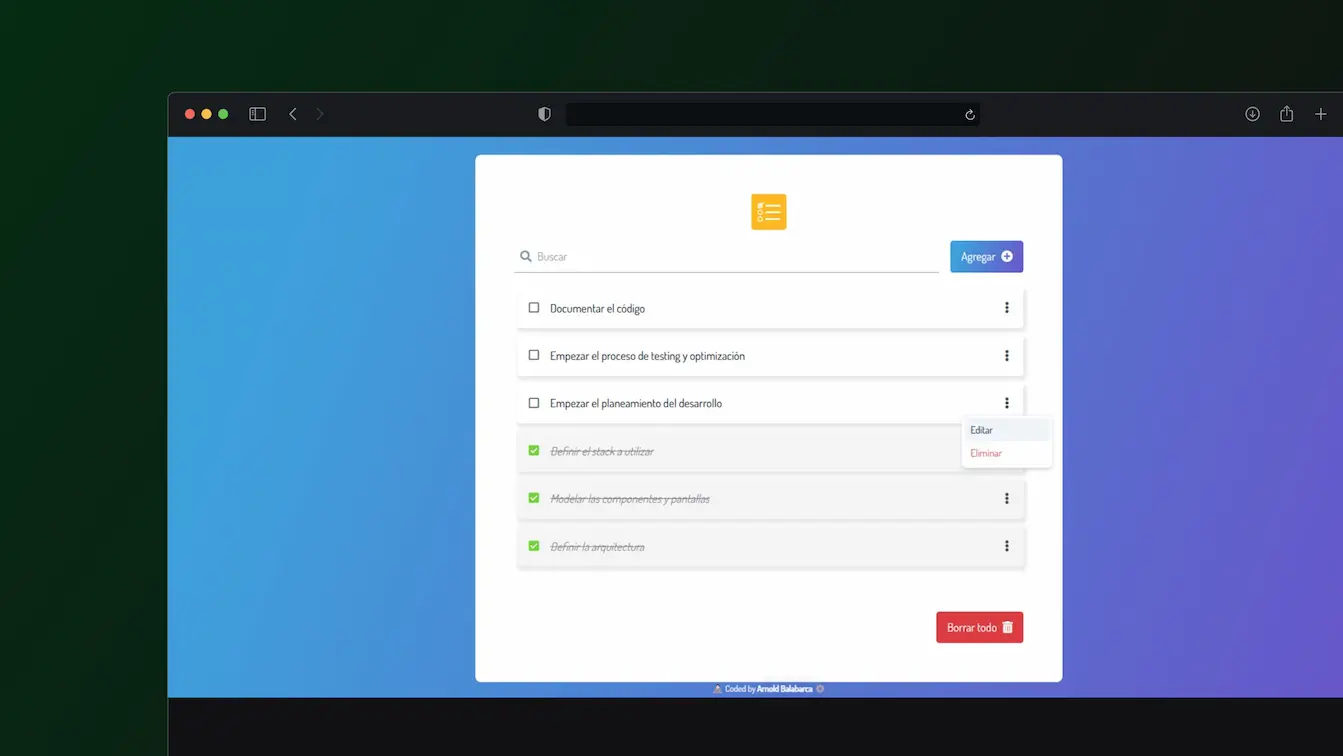 Buscar
Agregar
Documentar el código
Empezar el proceso de testing y optimización
Empezar el planeamiento del desarrollo
Editar
Definir el stack a utilizar
Eliminar
Modelar las componentes y pantallas
Definir la arquitectura
Borrar todo
Coded by Arnold Balabarca